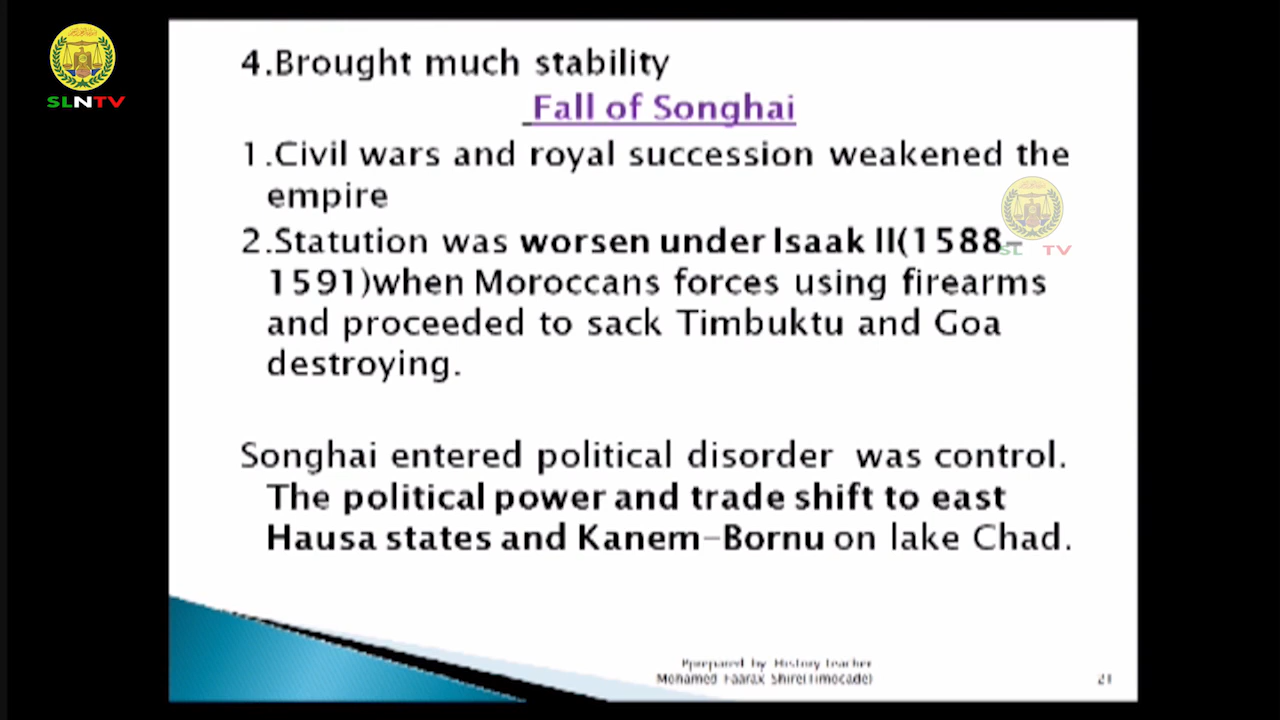 SLNTV
4.Brought much stability
Fall of Songhai
1.Civil wars and royal succession weakened the
empire
2.Statution was worsen under Isaak II(1588–
1591)when Moroccans forces using firearms
and proceeded to sack Timbuktu and Goa
destroying.
SL TV
Songhai entered political disorder was control.
The political power and trade shift to east
Hausa states and Kanem–Bornu on lake Chad.
Pprepared by History teacher
Mohamed Faarax Shire(Timocade)
21